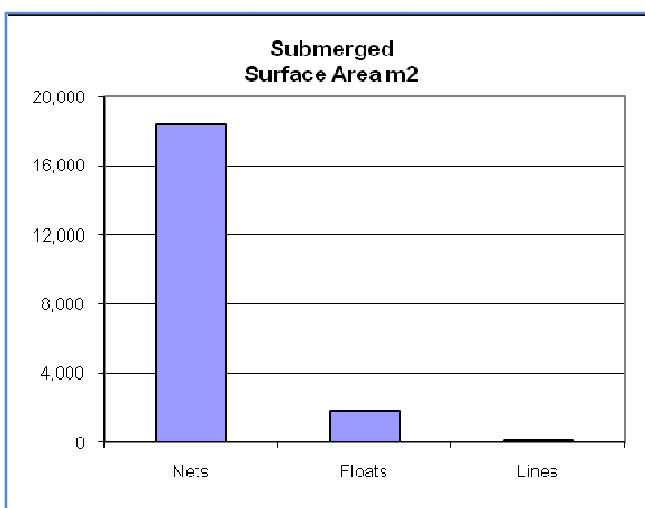 Submerged
Surface Area m2
20,000
16,000
12,000
8,000
4,000
0
Nets Floats Lines